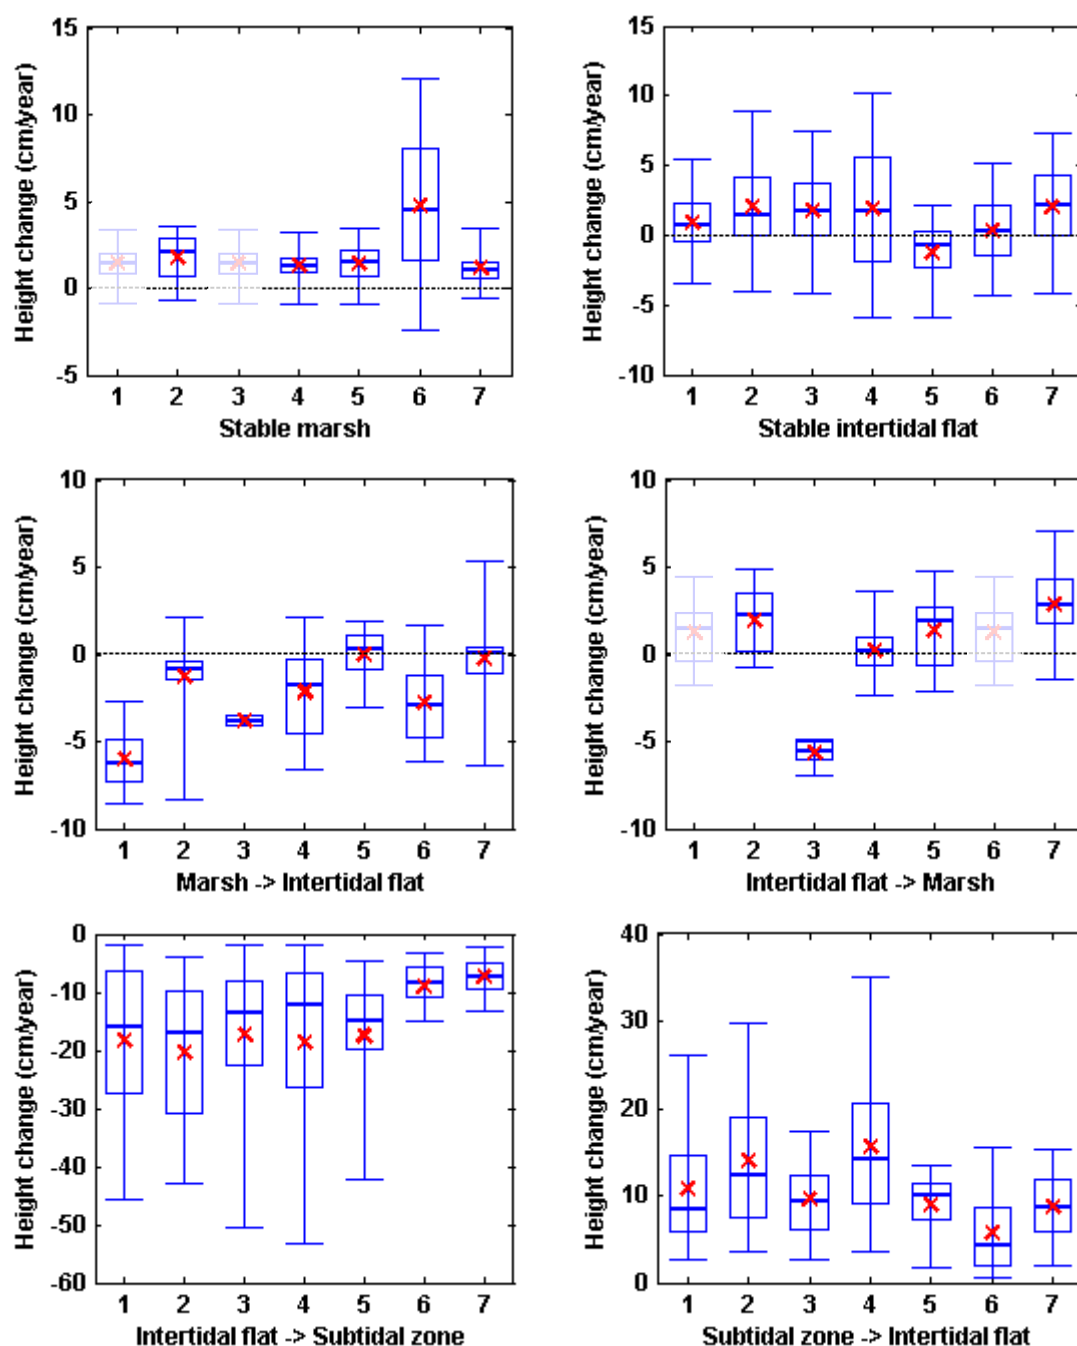 15
10
5
0
-5
Height change (cm/year)
1 2 3 4 5 6 7
Stable marsh
15
10
5
0
-5
-10
Height change (cm/year)
1 2 3 4 5 6 7
Stable intertidal flat
10
5
0
-5
-10
Height change (cm/year)
1 2 3 4 5 6 7
Marsh -> Intertidal flat
10
5
0
-5
-10
Height change (cm/year)
1 2 3 4 5 6 7
Intertidal flat -> Marsh
0
-10
-20
-30
-40
-50
-60
Height change (cm/year)
1 2 3 4 5 6 7
Intertidal flat -> Subtidal zone
40
30
20
10
0
Height change (cm/year)
1 2 3 4 5 6 7
Subtidal zone -> Intertidal flat